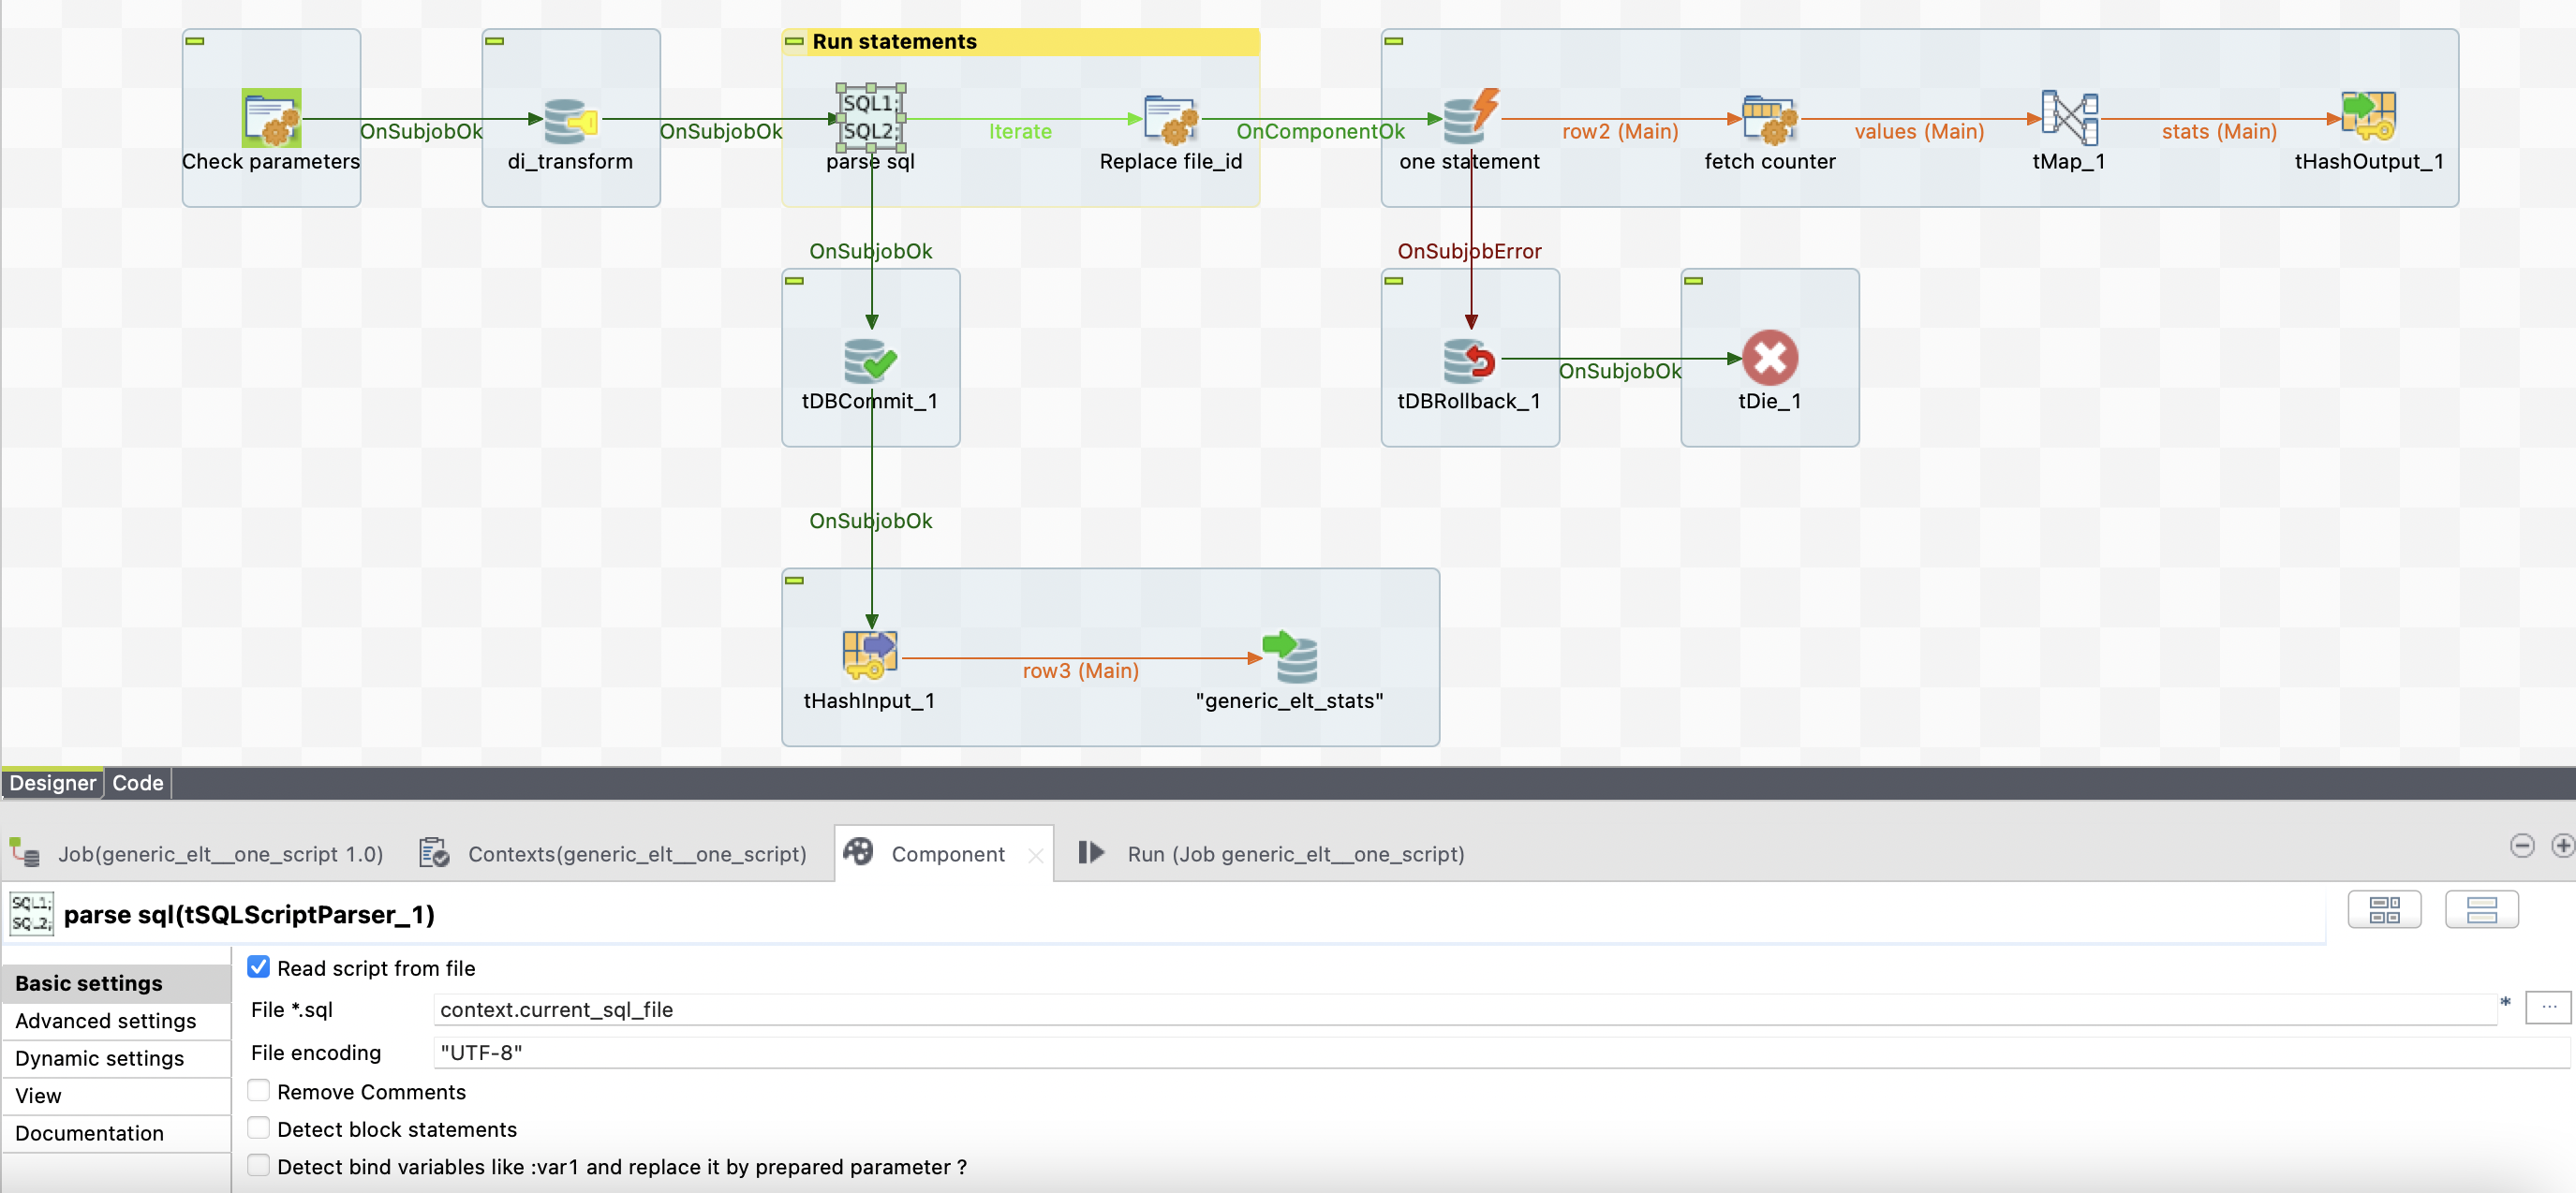 Run statements
SQL1;
SQL2;
Check parameters
OnSubjobOk
di_transform
OnSubjobOk
parse sql
Iterate
Replace file_id
OnComponentOk
one statement
row2 (Main)
fetch counter
values (Main)
tMap_1
stats (Main)
tHashOutput_1
OnSubjobOk
OnSubjobError
tDBCommit_1
tDBRollback_1
OnSubjobOk
tDie_1
OnSubjobOk
tHashInput_1
row3 (Main)
"generic_elt_stats"
Designer
Code
Job(generic_elt__one_script 1.0)
Contexts(generic_elt__one_script)
Component
Run (Job generic_elt__one_script)
SQL1;
SQL2;
parse sql(tSQLScriptParser_1)
Basic settings
Advanced settings
Dynamic settings
View
Documentation
Read script from file
File *.sql
context.current_sql_file
*
...
File encoding
"UTF-8"
Remove Comments
Detect block statements
Detect bind variables like :var1 and replace it by prepared parameter ?